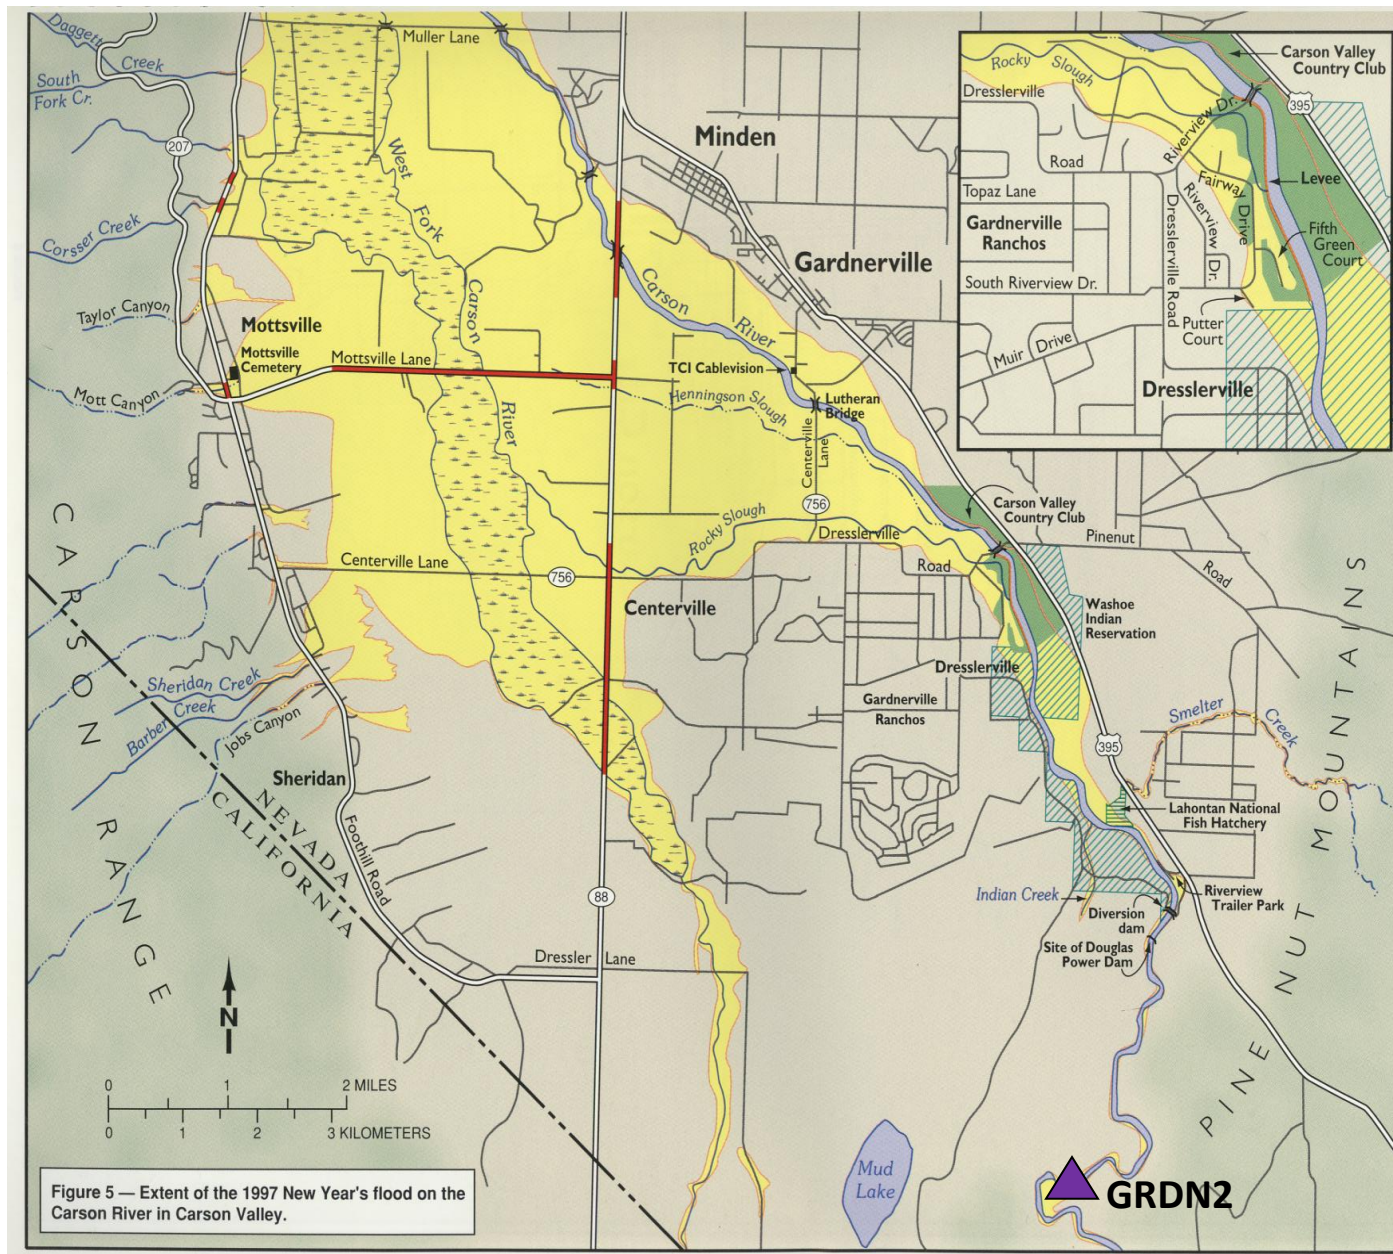 Daggett
Creek
South
Fork Cr.
207
Corsser Creek
Taylor Canyon
Mottsville
Mottsville
Cemetery
Mott Canyon
Mottsville Lane
Muller Lane
West
Fork
Carson
River
Minden
Gardnerville
Carson
River
TCI Cablevision
Henningson Slough
Lutheran
Bridge
Centerville
Lane
756
Rocky Slough
Dresslerville
Road
Carson Valley
Country Club
Pinenut
Road
Centerville Lane
756
Centerville
Washoe
Indian
Reservation
Dresslerville
Gardnerville
Ranchos
395
Smelter
Creek
Lahontan National
Fish Hatchery
Riverview
Trailer Park
Indian Creek
Diversion
dam
Site of Douglas
Power Dam
CARSON RANGE
PINE NUT MOUNTAINS
Sheridan Creek
Barber Creek
Jobs Canyon
Sheridan
NEVADA
CALIFORNIA
Foothill Road
88
Dressler Lane
N
0 1 2 MILES
0 1 2 3 KILOMETERS
Mud
Lake
GRDN2
Figure 5 — Extent of the 1997 New Year's flood on the
Carson River in Carson Valley.
Rocky Slough
Dresslerville
Road
Topaz Lane
Gardnerville
Ranchos
South Riverview Dr.
Muir Drive
Dresslerville Road
Riverview Dr.
Riverview Dr.
Fairway Drive
Carson Valley
Country Club
395
Levee
Fifth
Green
Court
Putter
Court
Dresslerville